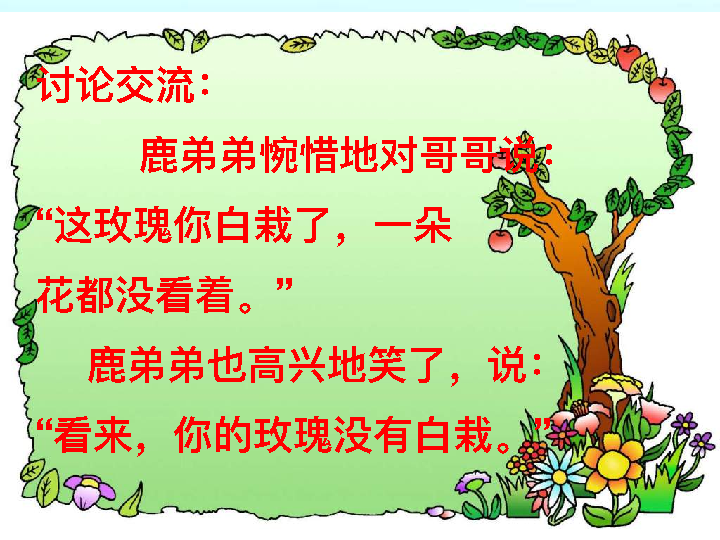 讨论交流：
鹿弟弟惋惜地对哥哥说：
“这玫瑰你白栽了，一朵
花都没看着。”
鹿弟弟也高兴地笑了，说：
“看来，你的玫瑰没有白栽。”